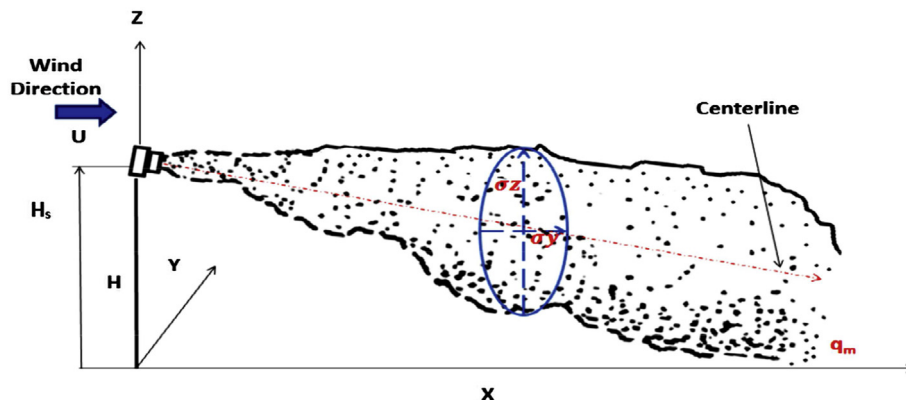 Z
Wind
Direction
U
Centerline
Hs
σz
σy
Y
H
qm
X